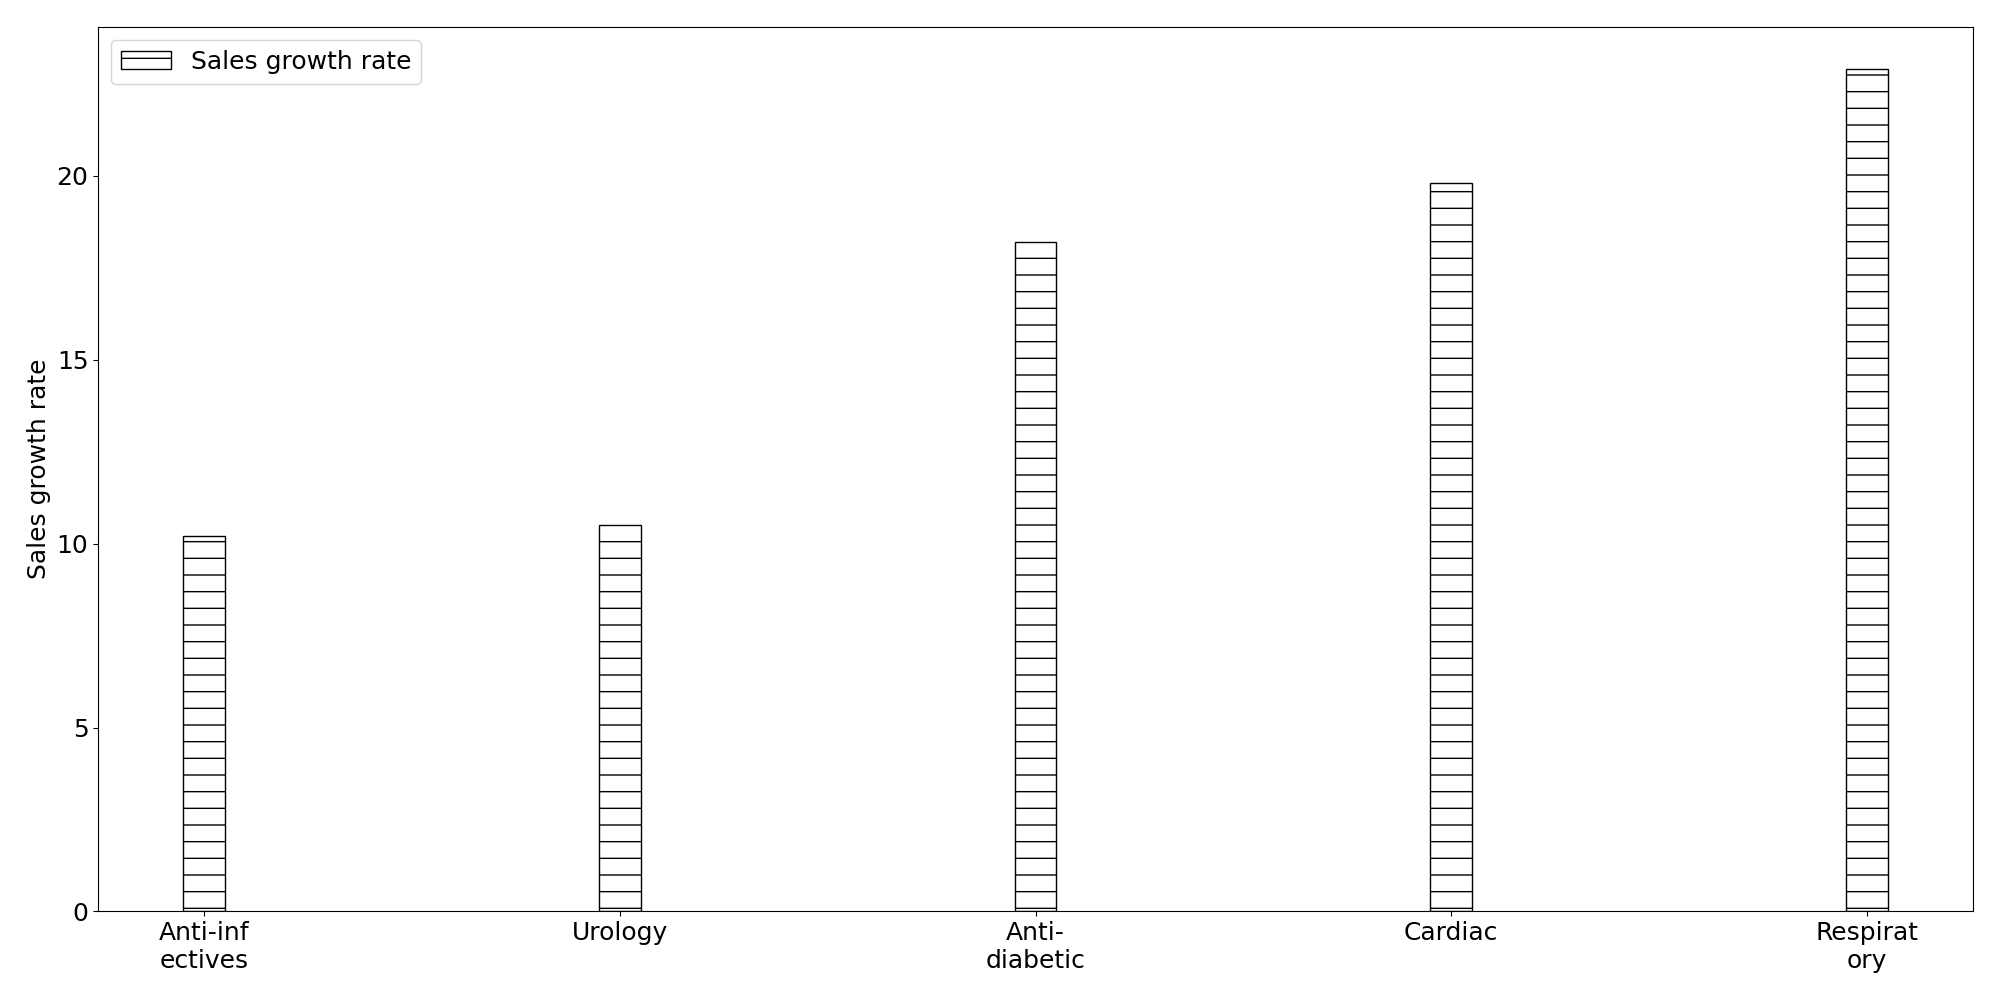 Sales growth rate
Sales growth rate
20
15
10
5
0
Anti-inf
ectives
Urology
Anti-
diabetic
Cardiac
Respirat
ory